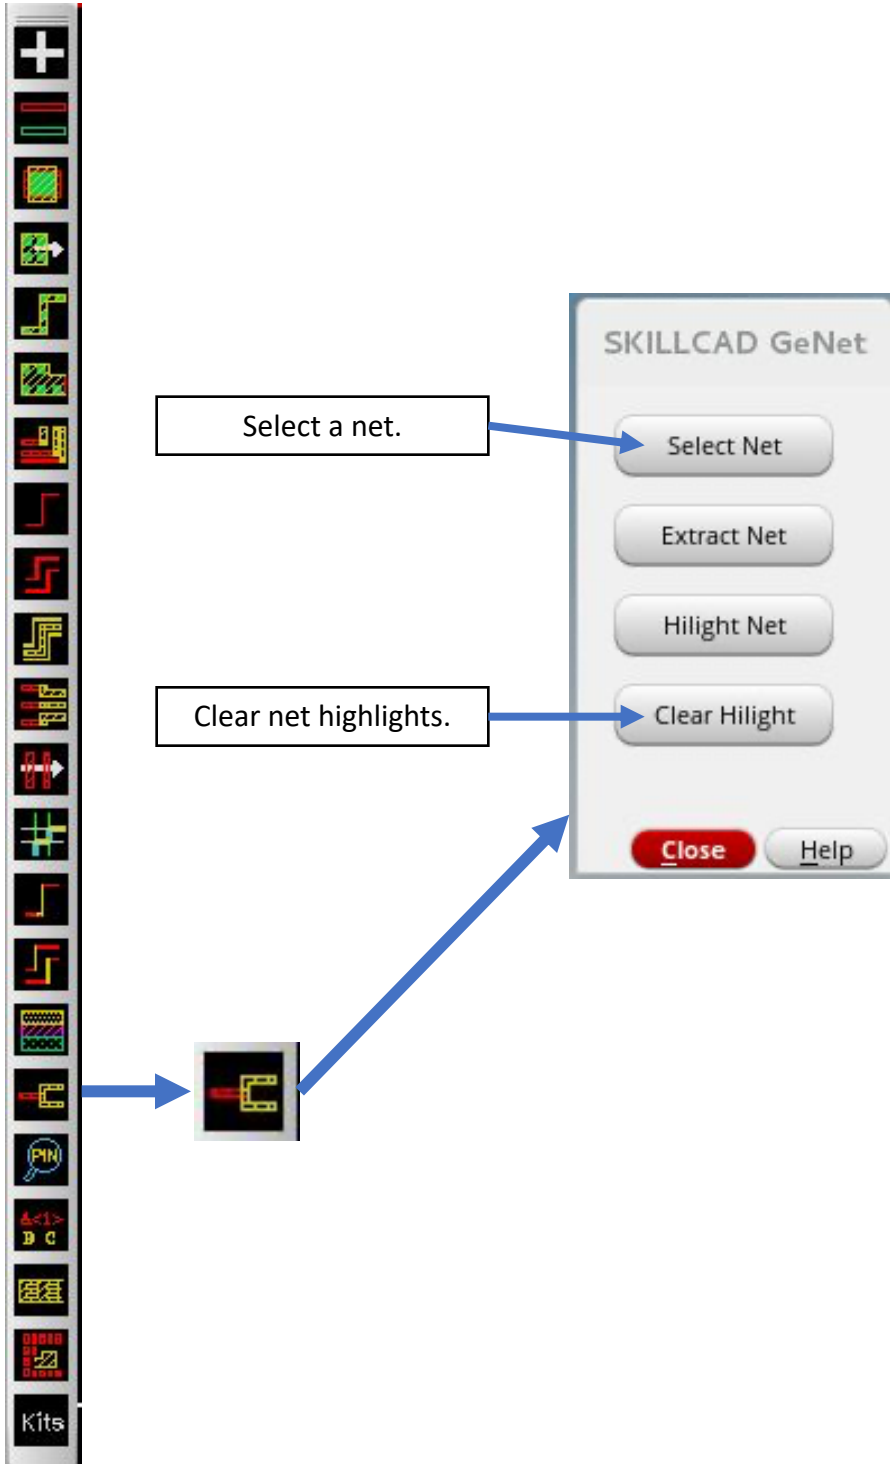 SKILLCAD GeNet
Select a net.
Select Net
Extract Net
Hilight Net
Clear net highlights.
Clear Hilight
Close
Help
PIN
A<1>
B C
Kits